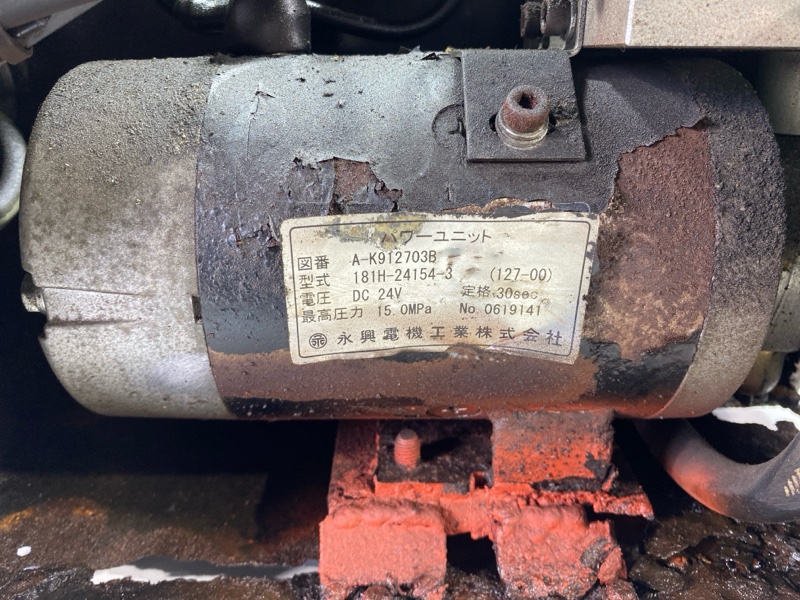 パワーユニット
図番 A-K912703B
型式 181H-24154-3 (127-00)
電圧 DC 24V 定格 30sec
最高圧力 15.0MPa No. 0619141
永興電機工業株式会社